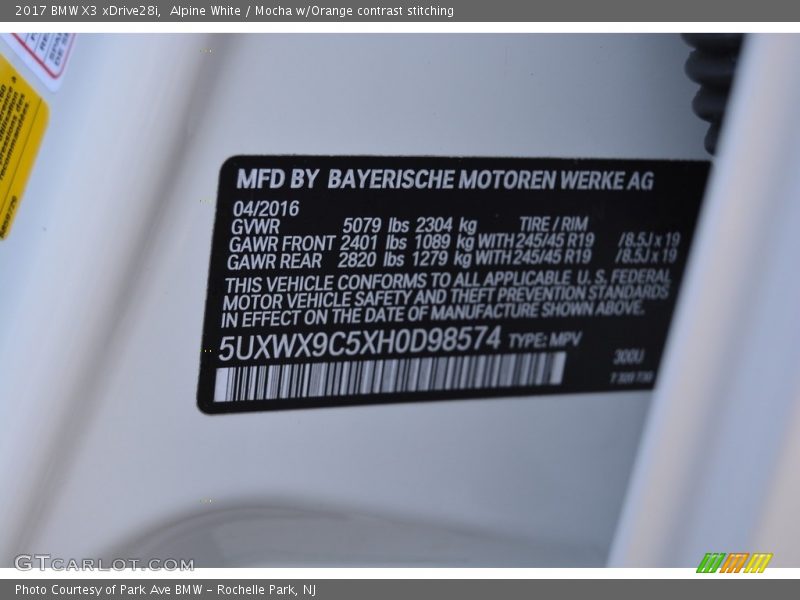 2017 BMW X3 xDrive28i,  Alpine White / Mocha w/Orange contrast stitching
MFD BY BAYERISCHE MOTOREN WERKE AG
04/2016
GVWR 5079 lbs 2304 kg TIRE / RIM
GAWR FRONT 2401 lbs 1089 kg WITH 245/45 R19 /8.5J x 19
GAWR REAR 2820 lbs 1279 kg WITH 245/45 R19 /8.5J x 19
THIS VEHICLE CONFORMS TO ALL APPLICABLE U. S. FEDERAL
MOTOR VEHICLE SAFETY AND THEFT PREVENTION STANDARDS
IN EFFECT ON THE DATE OF MANUFACTURE SHOWN ABOVE.
5UXWX9C5XH0D98574 TYPE: MPV
300U
GTCARLOT.COM
Photo Courtesy of Park Ave BMW - Rochelle Park, NJ